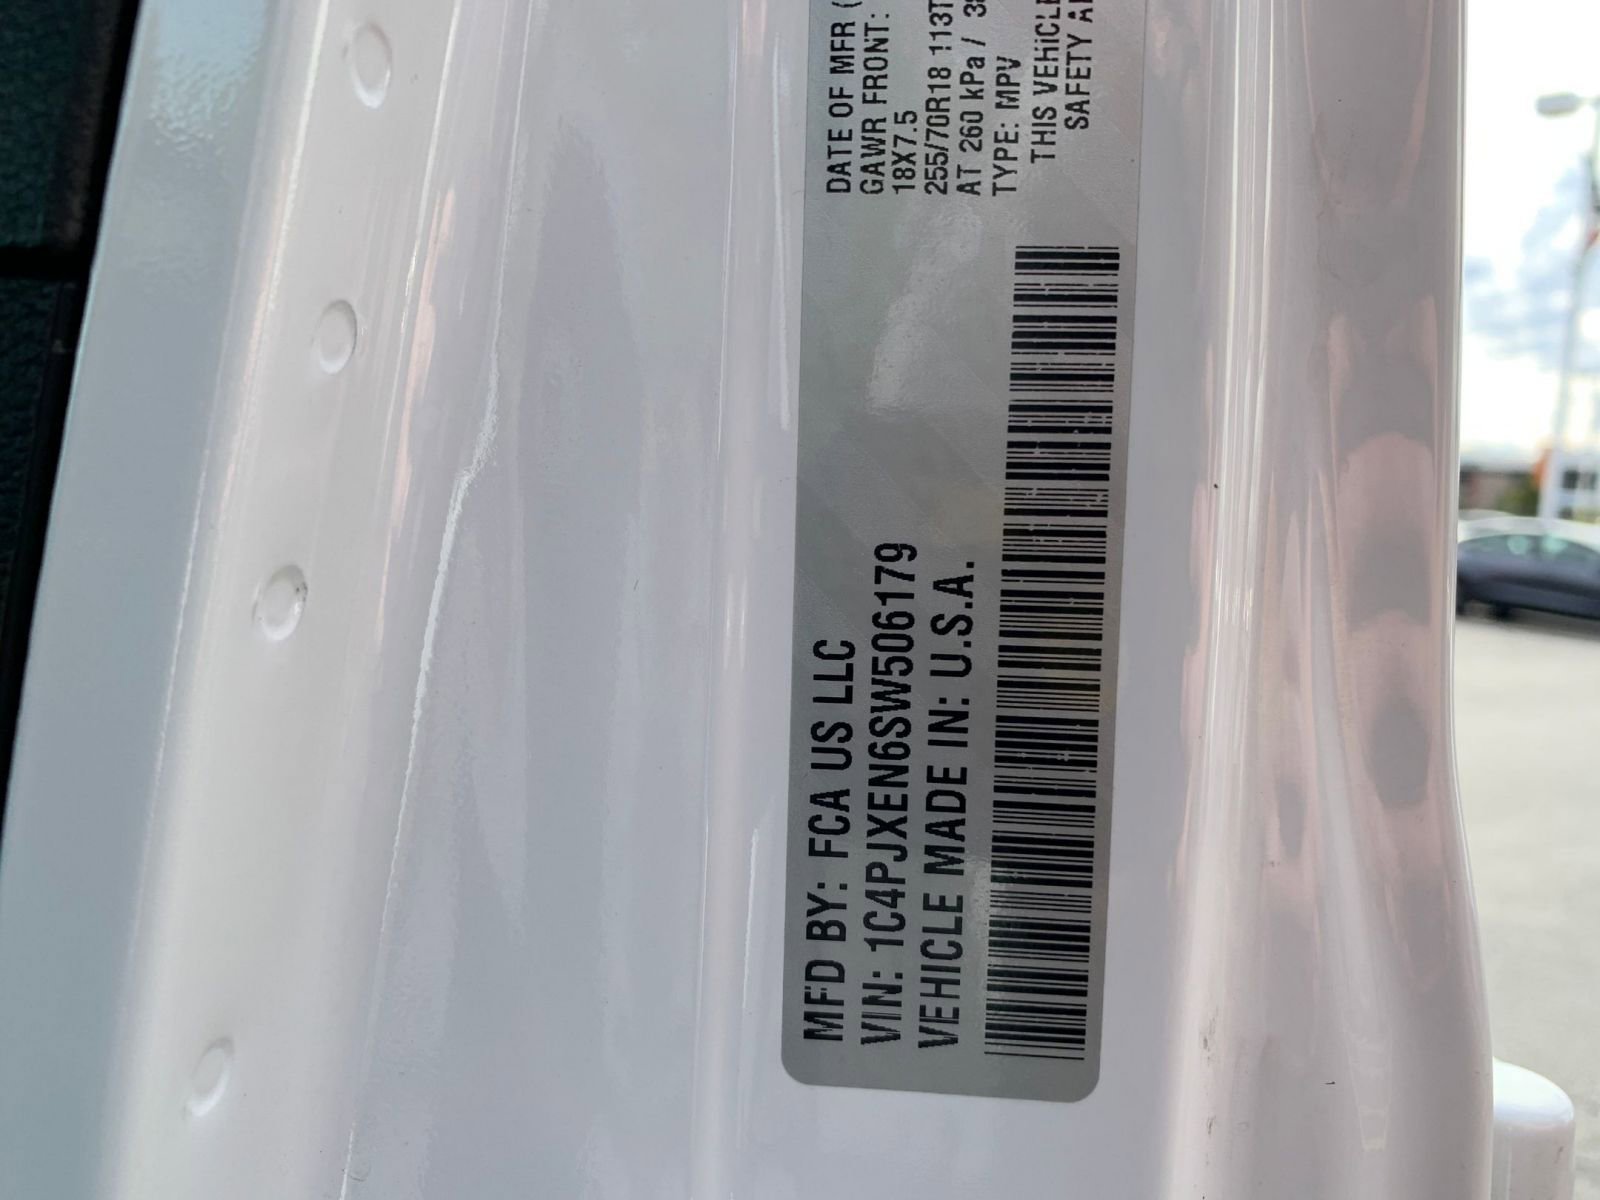 MFD BY: FCA US LLC
VIN: 1C4PJXEN6SW506179
VEHICLE MADE IN: U.S.A.
DATE OF MFR (
GAWR FRONT:
18X7.5
255/70R18 113T
AT 260 kPa / 38
TYPE: MPV
THIS VEHICLE
SAFETY